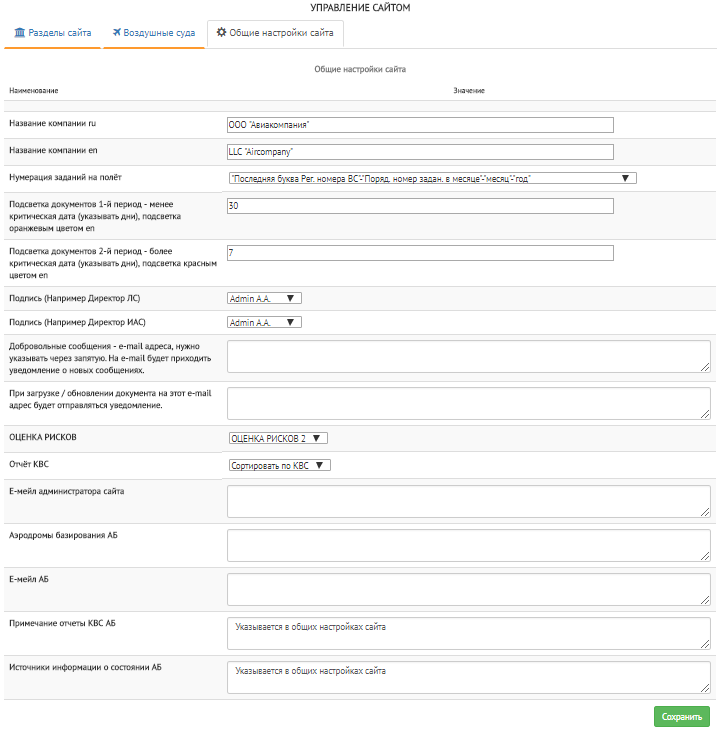 УПРАВЛЕНИЕ САЙТОМ
Разделы сайта
Воздушные суда
Общие настройки сайта
Общие настройки сайта
Наименование
Значение
Название компании ru
ООО "Авиакомпания"
Название компании en
LLC "Aircompany"
Нумерация заданий на полёт
"Последняя буква Рег. номера ВС"-"Поряд. номер задан. в месяце"-"месяц"-"год"
Подсветка документов 1-й период - менее
критическая дата (указывать дни), подсветка
оранжевым цветом en
30
Подсветка документов 2-й период - более
критическая дата (указывать дни), подсветка красным
цветом en
7
Подпись (Например Директор ЛС)
Admin A.A.
Подпись (Например Директор ИАС)
Admin A.A.
Добровольные сообщения - e-mail адреса, нужно
указывать через запятую. На e-mail будет приходить
уведомление о новых сообщениях.
При загрузке / обновлении документа на этот e-mail
адрес будет отправляться уведомление.
ОЦЕНКА РИСКОВ
ОЦЕНКА РИСКОВ 2
Отчёт КВС
Сортировать по КВС
Е-мейл администратора сайта
Аэродромы базирования АБ
Е-мейл АБ
Примечание отчеты КВС АБ
Указывается в общих настройках сайта
Источники информации о состоянии АБ
Указывается в общих настройках сайта
Сохранить